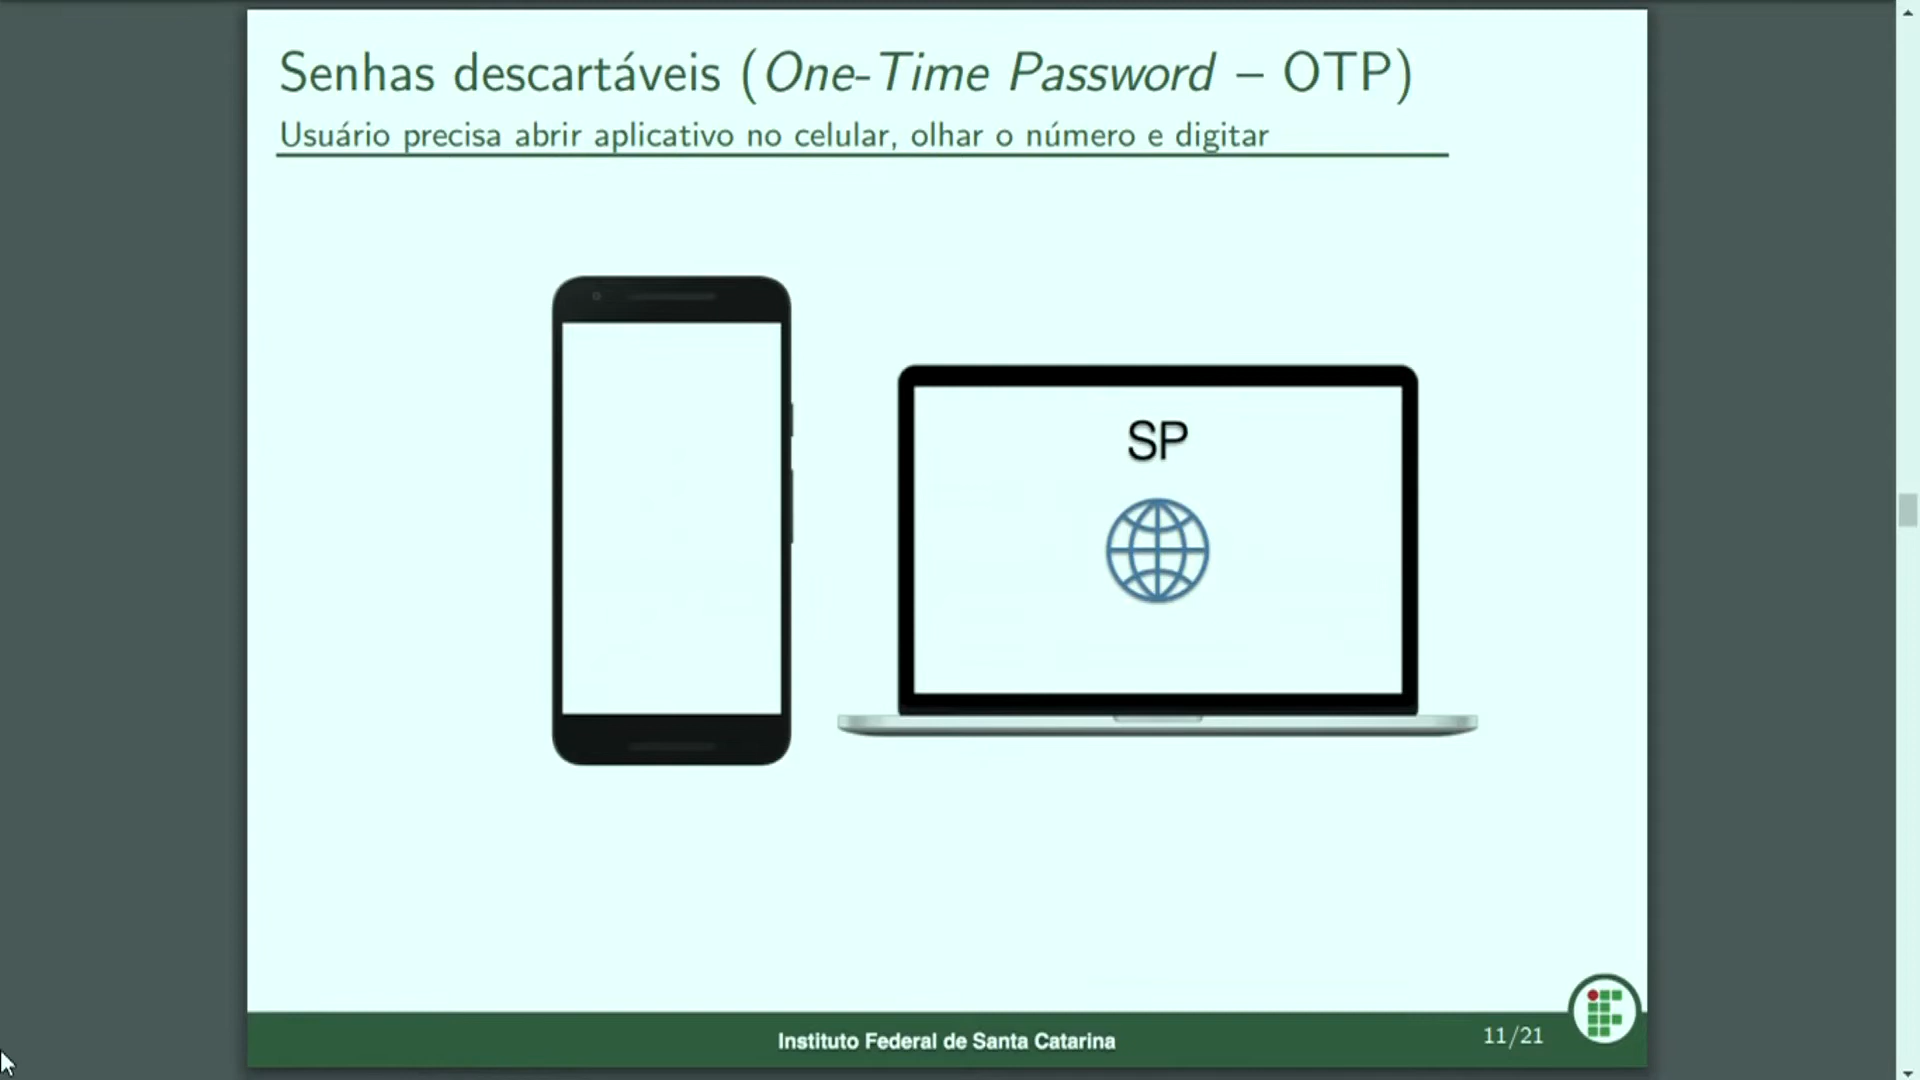 Senhas descartáveis (One-Time Password – OTP)
Usuário precisa abrir aplicativo no celular, olhar o número e digitar
SP
Instituto Federal de Santa Catarina
11/21